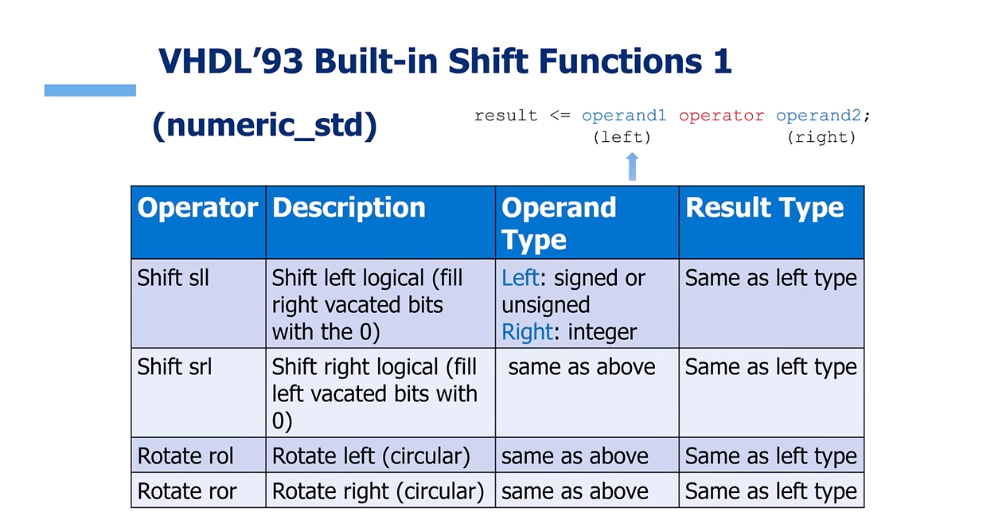 VHDL’93 Built-in Shift Functions 1
(numeric_std)
result <= operand1 operator operand2;
(left) (right)
Operator Description Operand Type Result Type
Shift sll
Shift left logical (fill
right vacated bits
with the 0)
Left: signed or
unsigned
Right: integer
Same as left type
Shift srl
Shift right logical (fill
left vacated bits with
0)
same as above
Same as left type
Rotate rol Rotate left (circular) same as above Same as left type
Rotate ror Rotate right (circular) same as above Same as left type